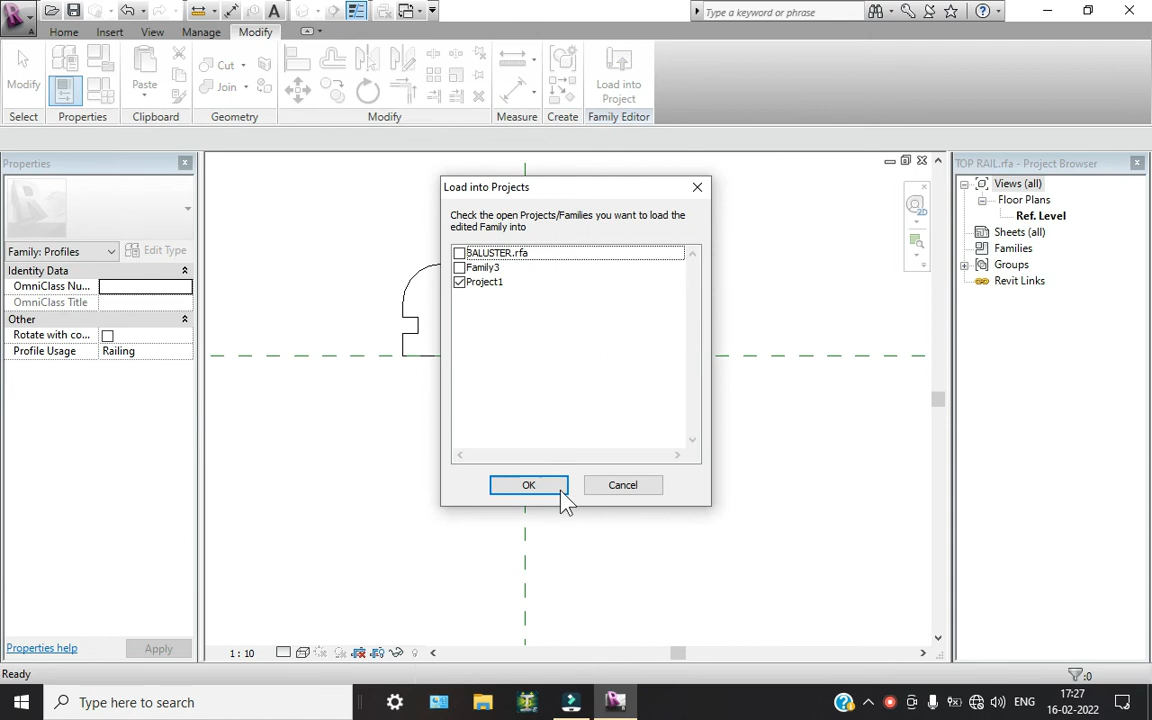 Type a keyword or phrase
Home Insert View Manage Modify
Modify
Paste
Cut
Join
Load into
Project
Select Properties Clipboard Geometry Modify Measure Create Family Editor
Properties
Family: Profiles
Edit Type
Identity Data
OmniClass Nu...
OmniClass Title
Other
Rotate with co...
Profile Usage Railing
Properties help
Apply
Load into Projects
Check the open Projects/Families you want to load the
edited Family into
BALUSTER.rfa
Family3
Project1
OK
Cancel
TOP RAIL.rfa - Project Browser
Views (all)
Floor Plans
Ref. Level
Sheets (all)
Families
Groups
Revit Links
2D
1 : 10
Ready
:0
Type here to search
ENG
17:27
16-02-2022